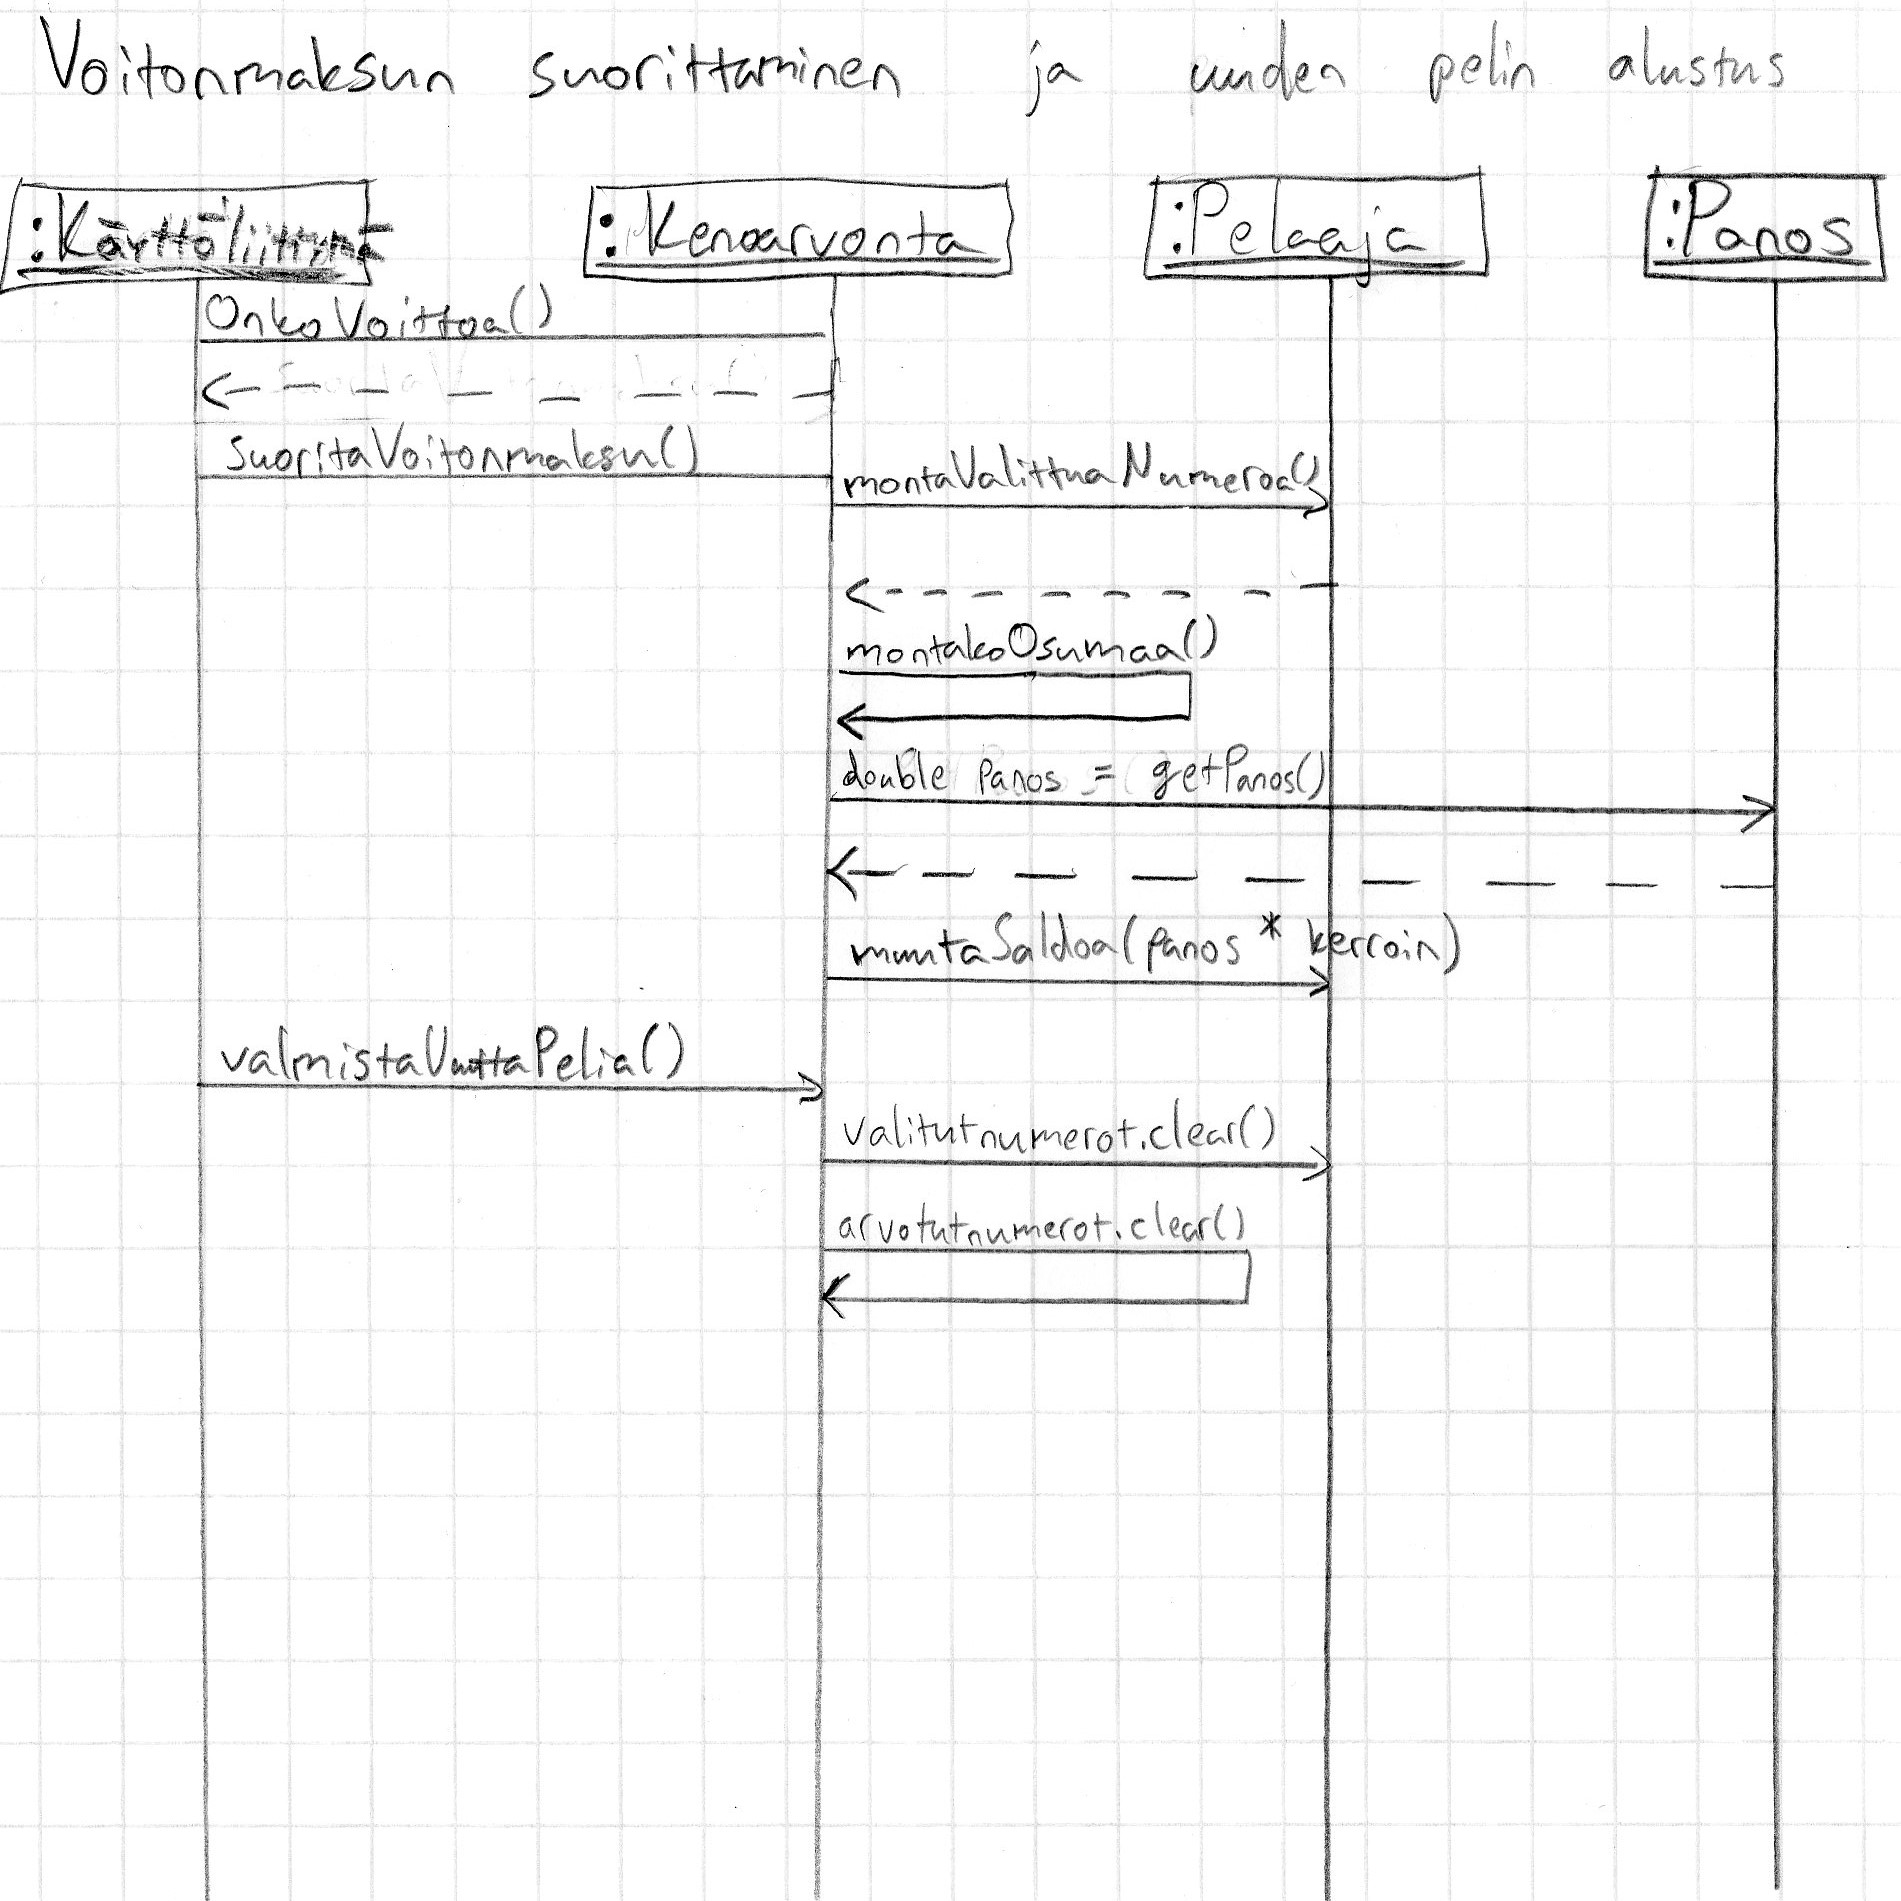 Voitonmaksun suorittaminen ja uuden pelin alustus
:Käyttöliittymä :Kenoarvonta :Pelaaja :Panos
OnkoVoittoa()
suoritaVoitonmaksu()
montaValittuaNumeroa()
montakoOsumaa()
double panos = getPanos()
muutaSaldoa(panos * kerroin)
valmistaUuttaPelia()
valitutnumerot.clear()
arvotutnumerot.clear()